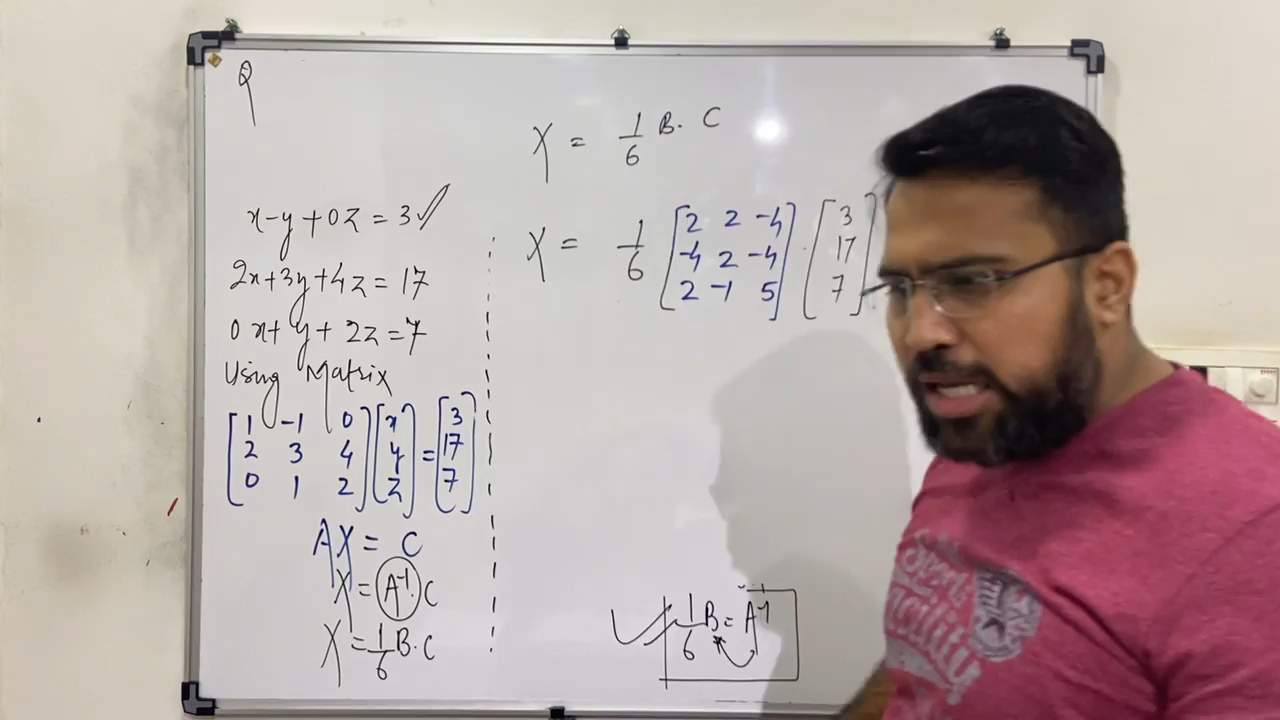 Q
x-y+0z=3✓
2x+3y+4z=17
0x+y+2z=7
Using Matrix
[1 -1 0] [x] = [3]
[2 3 4] [y] [17]
[0 1 2] [z] [7]
AX = C
X = A⁻¹·C
X = 1/6 B·C
X = 1/6 B·C
X = 1/6 [2 2 -4] · [3]
[-4 2 -4] [17]
[2 -1 5] [7]
✓ 1/6 B = A⁻¹